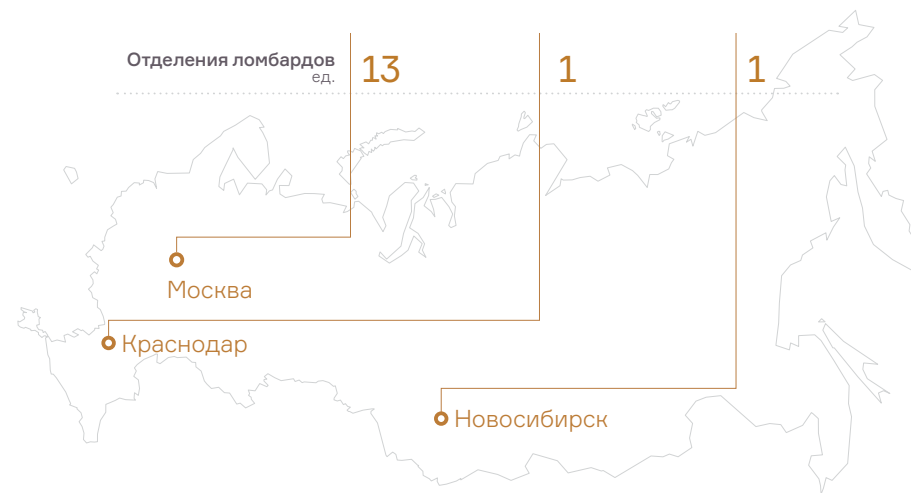 Отделения ломбардов
ед.
13
1
1
Москва
Краснодар
Новосибирск